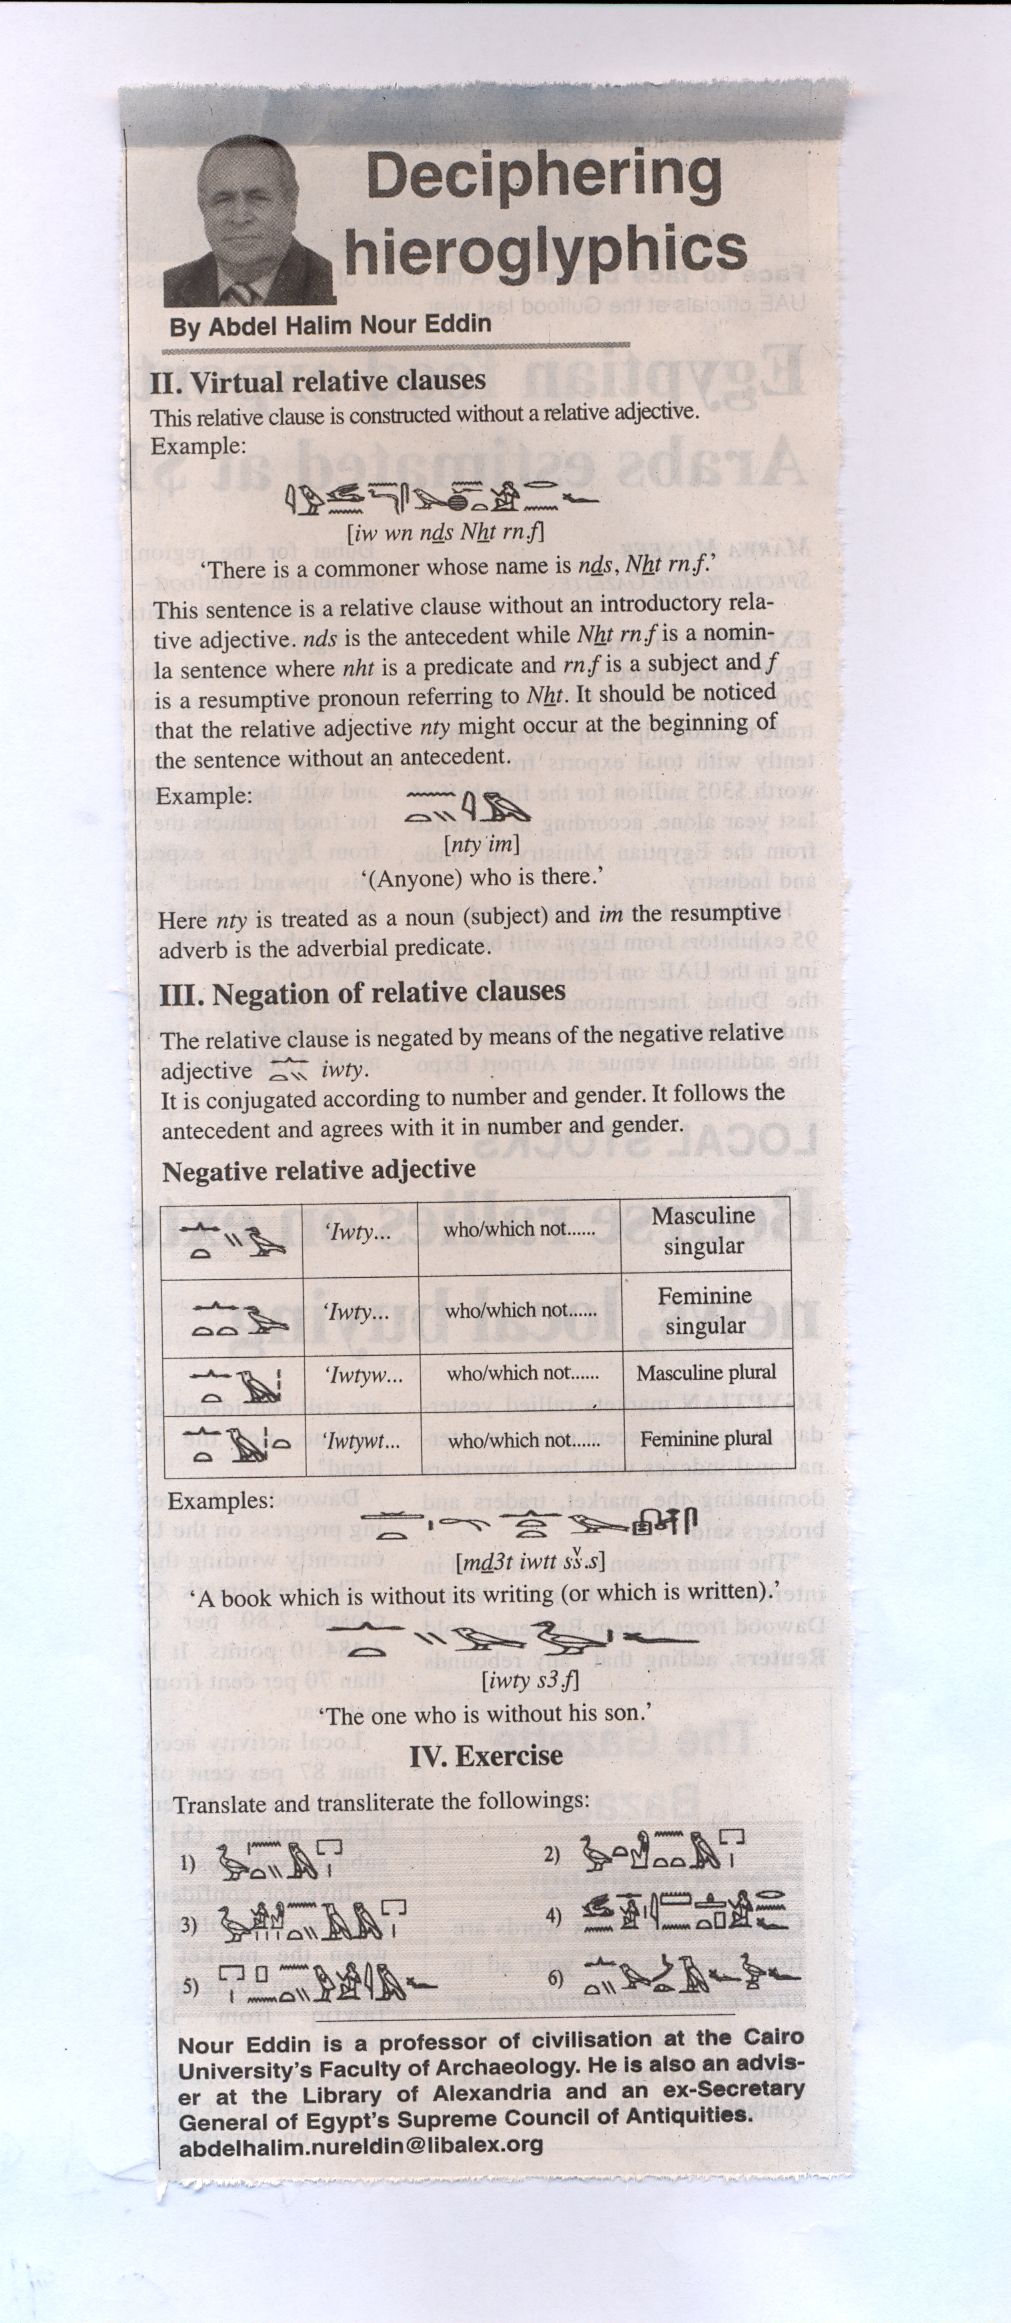 Deciphering
hieroglyphics
By Abdel Halim Nour Eddin
II. Virtual relative clauses
This relative clause is constructed without a relative adjective.
Example:
[iw wn nḏs Nḫt rn.f]
‘There is a commoner whose name is nḏs, Nḫt rn.f.’
This sentence is a relative clause without an introductory rela-
tive adjective. nds is the antecedent while Nḫt rn.f is a nomin-
la sentence where nht is a predicate and rn.f is a subject and f
is a resumptive pronoun referring to Nḫt. It should be noticed
that the relative adjective nty might occur at the beginning of
the sentence without an antecedent.
Example:
[nty im]
‘(Anyone) who is there.’
Here nty is treated as a noun (subject) and im the resumptive
adverb is the adverbial predicate.
III. Negation of relative clauses
The relative clause is negated by means of the negative relative
adjective iwty.
It is conjugated according to number and gender. It follows the
antecedent and agrees with it in number and gender.
Negative relative adjective
‘Iwty... who/which not...... Masculine singular
‘Iwty... who/which not...... Feminine singular
‘Iwtyw... who/which not...... Masculine plural
‘Iwtywt... who/which not...... Feminine plural
Examples:
[mḏ3t iwtt sš.s]
‘A book which is without its writing (or which is written).’
[iwty s3.f]
‘The one who is without his son.’
IV. Exercise
Translate and transliterate the followings:
1) 2)
3) 4)
5) 6)
Nour Eddin is a professor of civilisation at the Cairo
University's Faculty of Archaeology. He is also an advis-
er at the Library of Alexandria and an ex-Secretary
General of Egypt's Supreme Council of Antiquities.
abdelhalim.nureldin@libalex.org